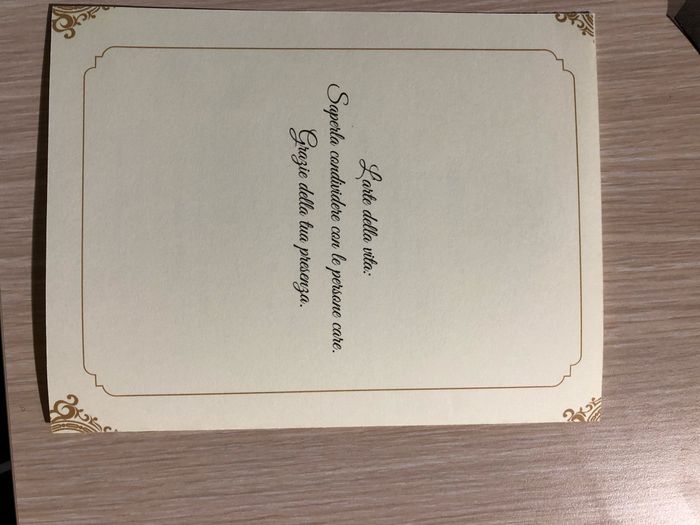 L'arte della vita:
Saperla condividere con le persone care.
Grazie della tua presenza.